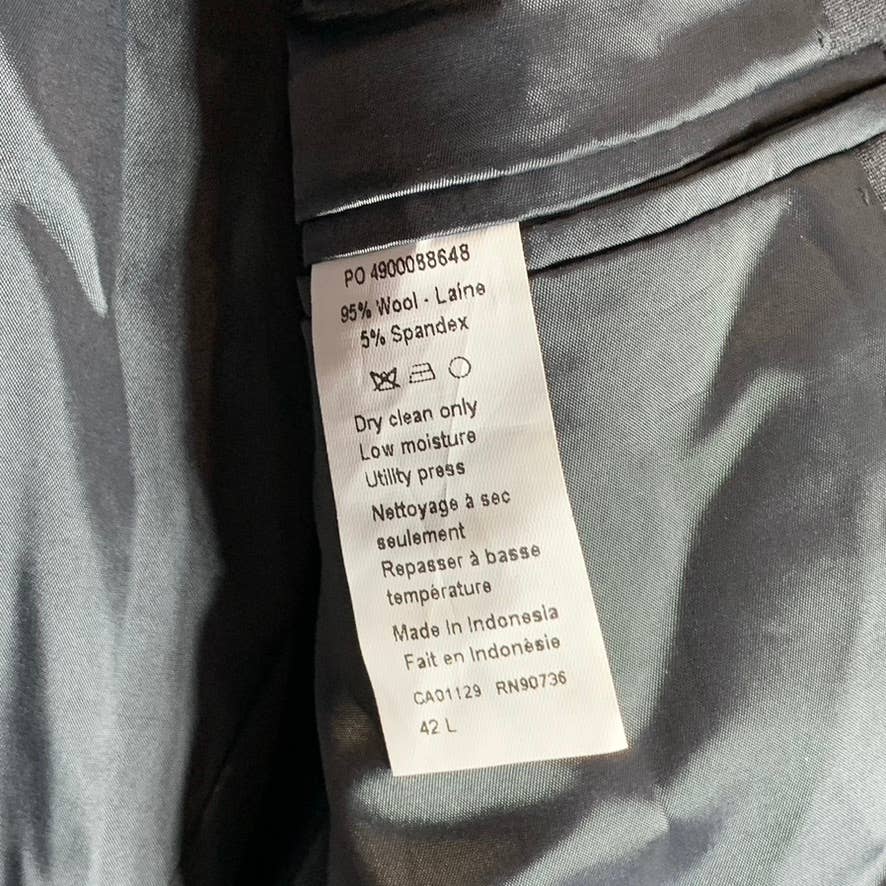 PO 4900088648
95% Wool - Laine
5% Spandex
Dry clean only
Low moisture
Utility press
Nettoyage à sec
seulement
Repasser à basse
température
Made In Indonesia
Fait en Indonèsie
CA01129 RN90736
42 L